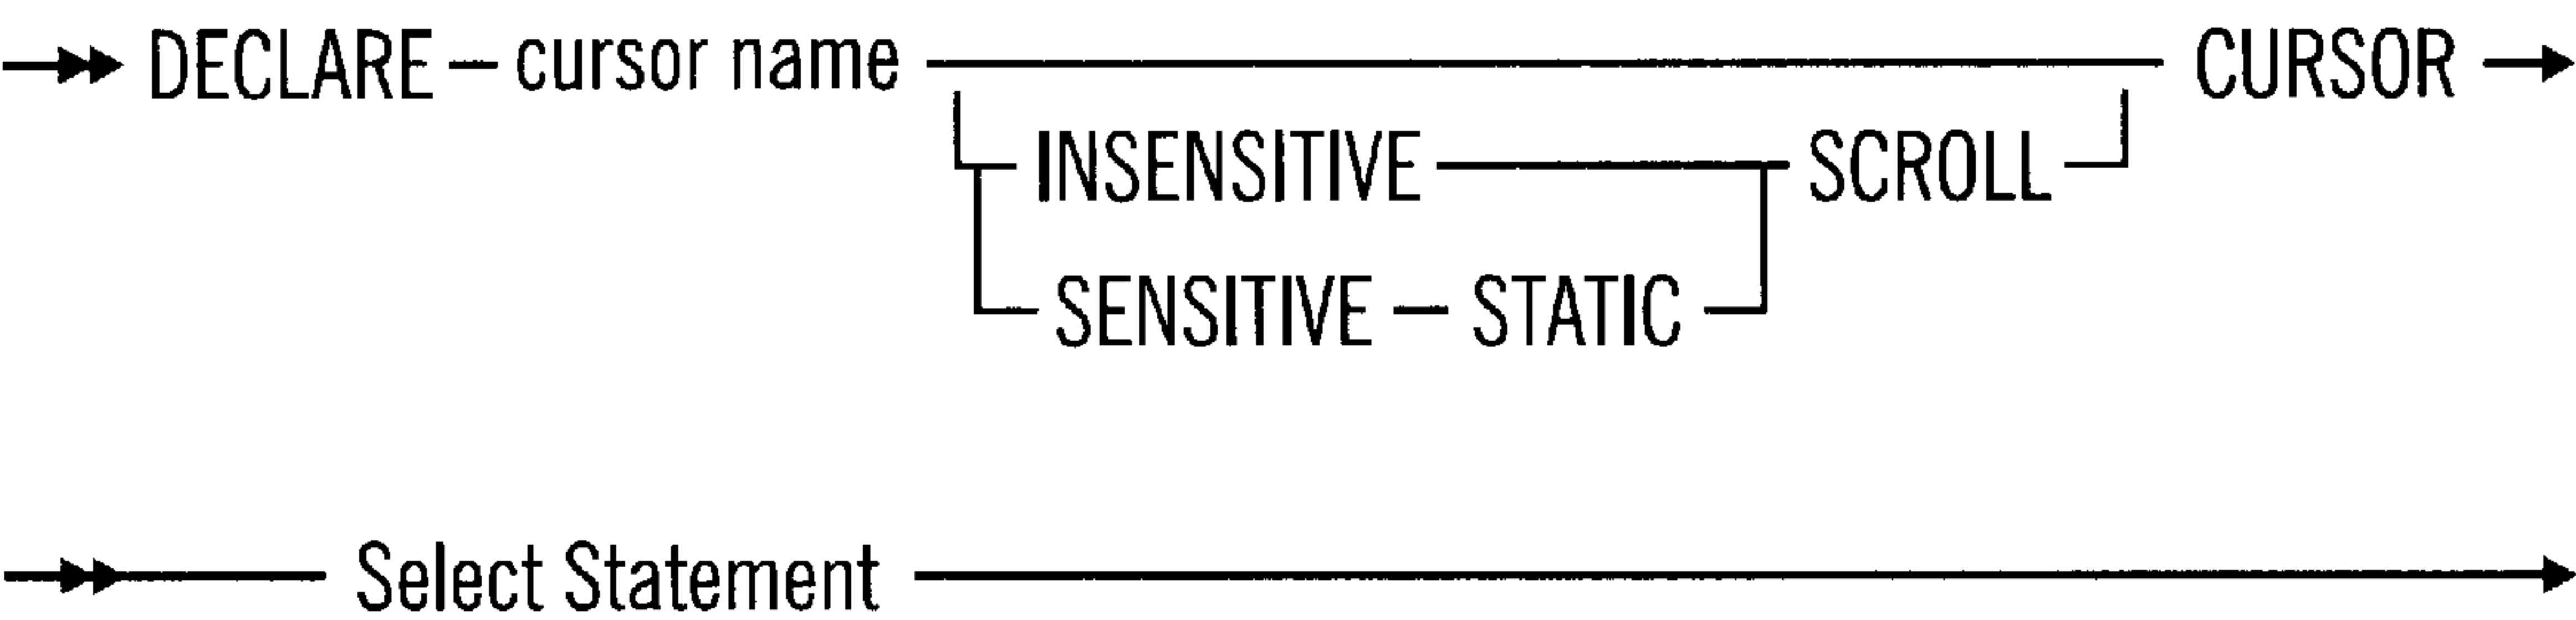 DECLARE cursor name CURSOR
INSENSITIVE SCROLL
SENSITIVE STATIC
Select Statement